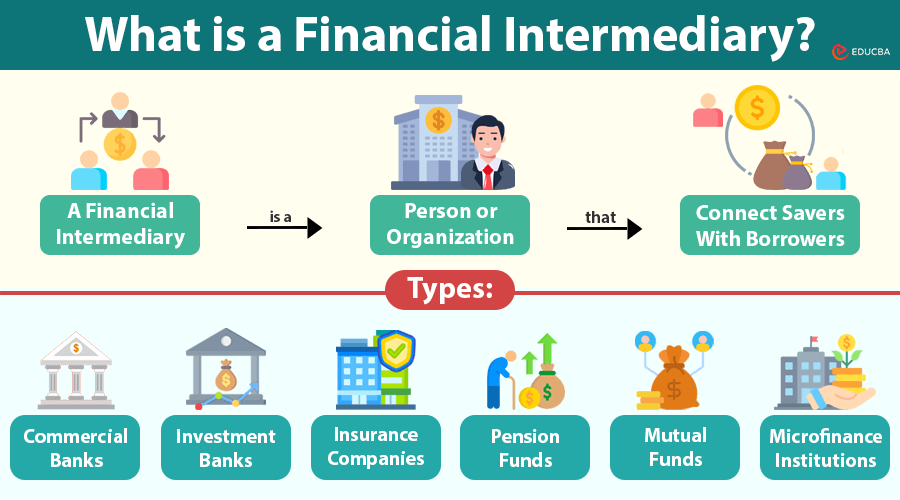 What is a Financial Intermediary?
EDUCBA
A Financial
Intermediary
is a
Person or
Organization
that
Connect Savers
With Borrowers
Types:
Commercial
Banks
Investment
Banks
Insurance
Companies
Pension
Funds
Mutual
Funds
Microfinance
Institutions